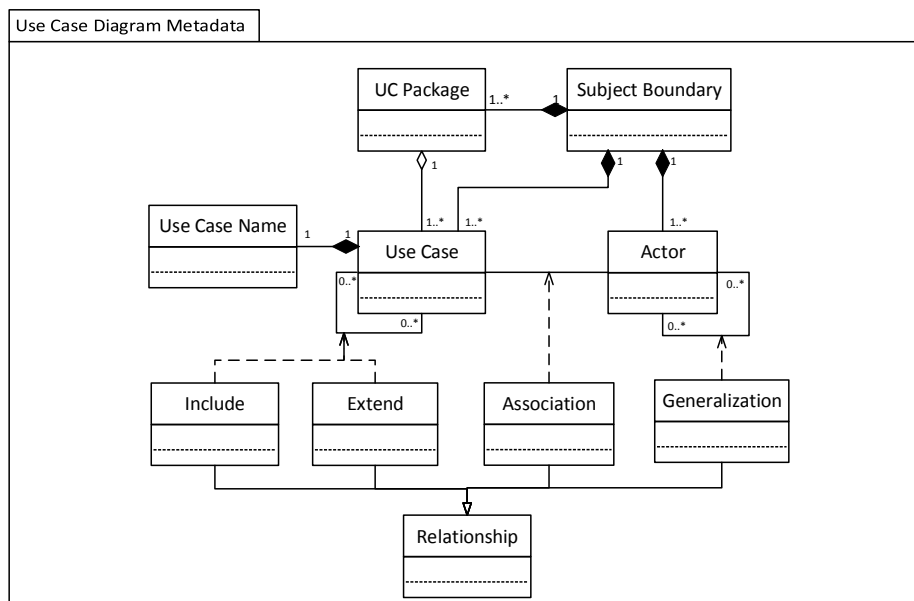 Use Case Diagram Metadata
UC Package
Subject Boundary
1..*
1
1
1
1
1..*
1..*
1..*
Use Case Name
1
1
Use Case
Actor
0..*
0..*
0..*
0..*
Include
Extend
Association
Generalization
Relationship